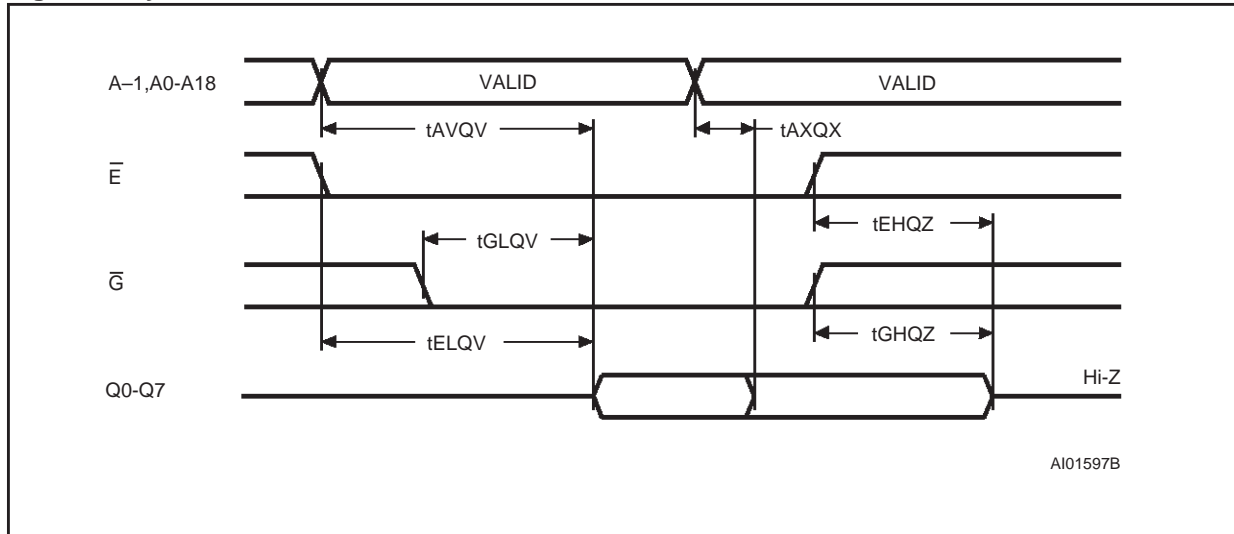 A–1,A0-A18 VALID VALID
tAVQV tAXQX
E̅
tEHQZ
tGLQV
G̅
tELQV tGHQZ
Q0-Q7 Hi-Z
AI01597B